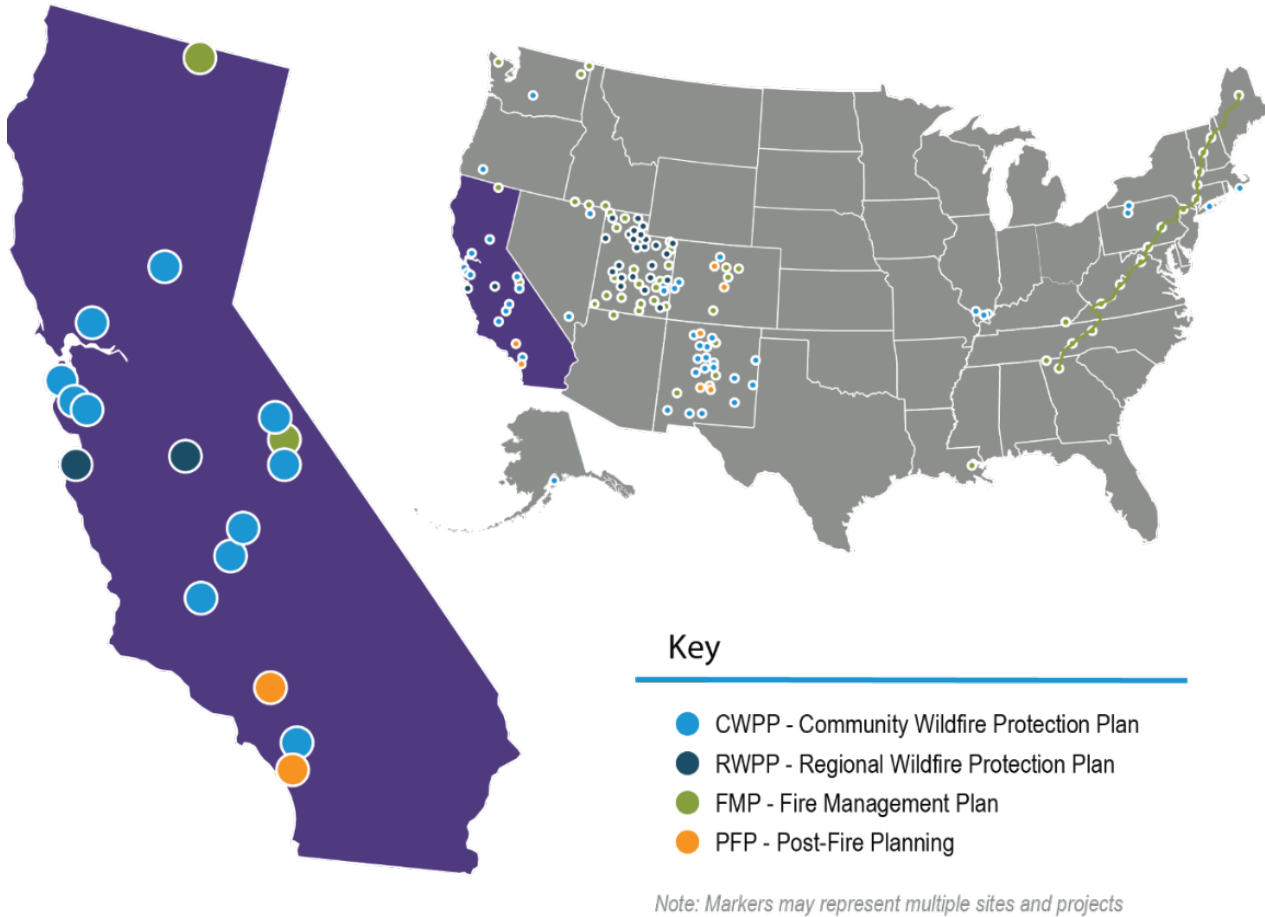 Key
CWPP - Community Wildfire Protection Plan
RWPP - Regional Wildfire Protection Plan
FMP - Fire Management Plan
PFP - Post-Fire Planning
Note: Markers may represent multiple sites and projects